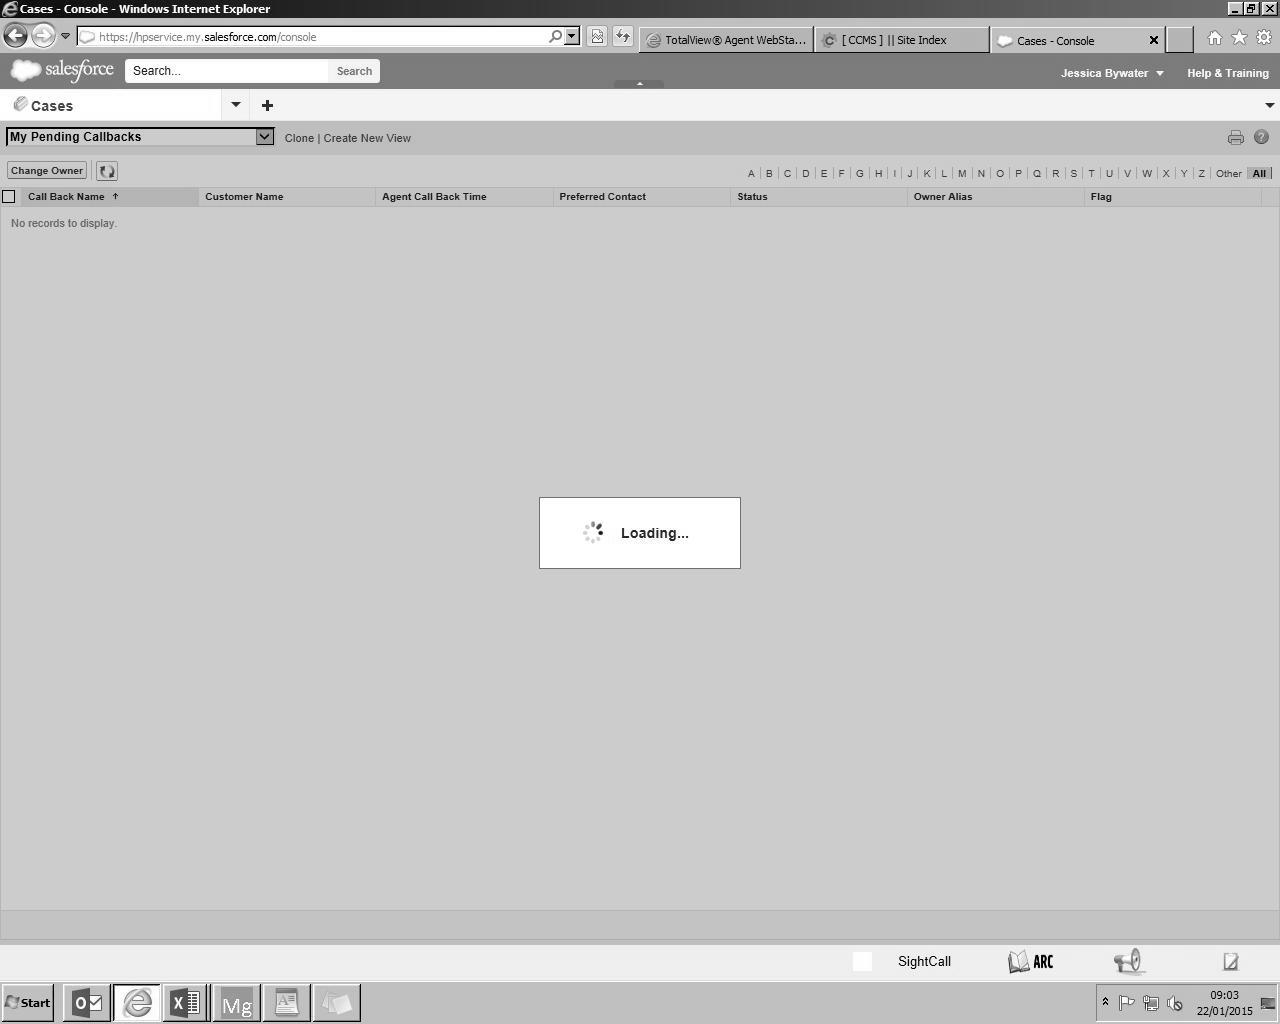 Cases - Console - Windows Internet Explorer
https://hpservice.my.salesforce.com/console
TotalView® Agent WebSta...
[ CCMS ] || Site Index
Cases - Console
salesforce
Search...
Search
Jessica Bywater
Help & Training
Cases
My Pending Callbacks
Clone | Create New View
Change Owner
A | B | C | D | E | F | G | H | I | J | K | L | M | N | O | P | Q | R | S | T | U | V | W | X | Y | Z | Other All
Call Back Name Customer Name Agent Call Back Time Preferred Contact Status Owner Alias Flag
No records to display.
Loading...
SightCall
ARC
Start
Mg
09:03
22/01/2015